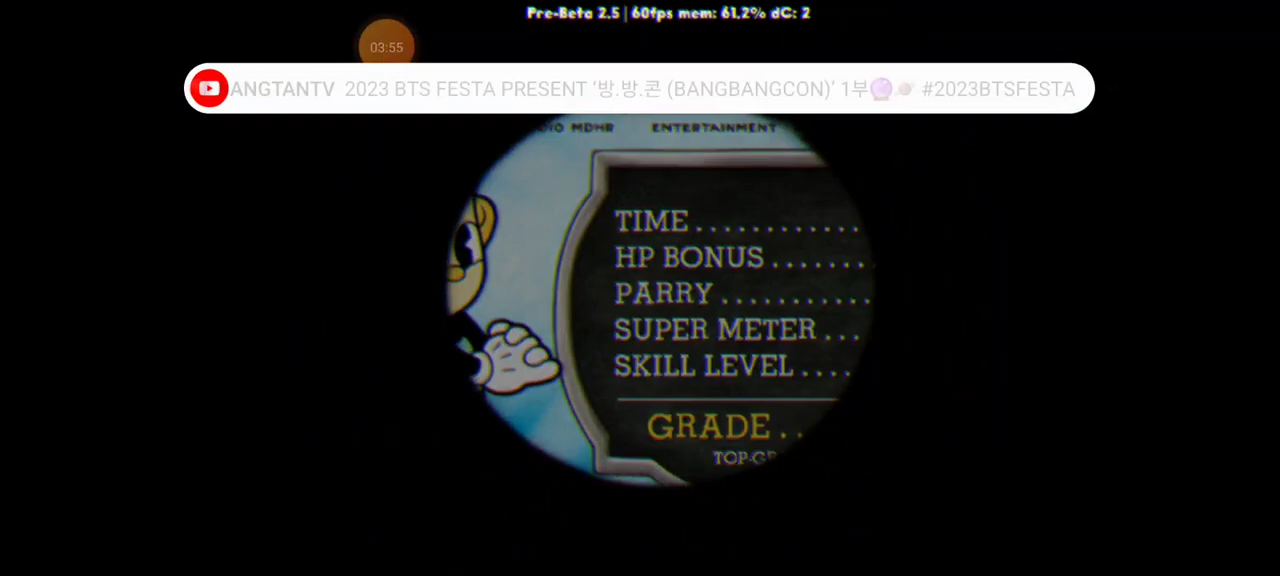 Pre-Beta 2.5 | 60fps mem: 61.2% dC: 2
03:55
ANGTANTV 2023 BTS FESTA PRESENT ‘방.방.콘 (BANGBANGCON)’ 1부🔮🪐 #2023BTSFESTA
MDHR ENTERTAINMENT
TIME............
HP BONUS.......
PARRY...........
SUPER METER...
SKILL LEVEL....
GRADE..